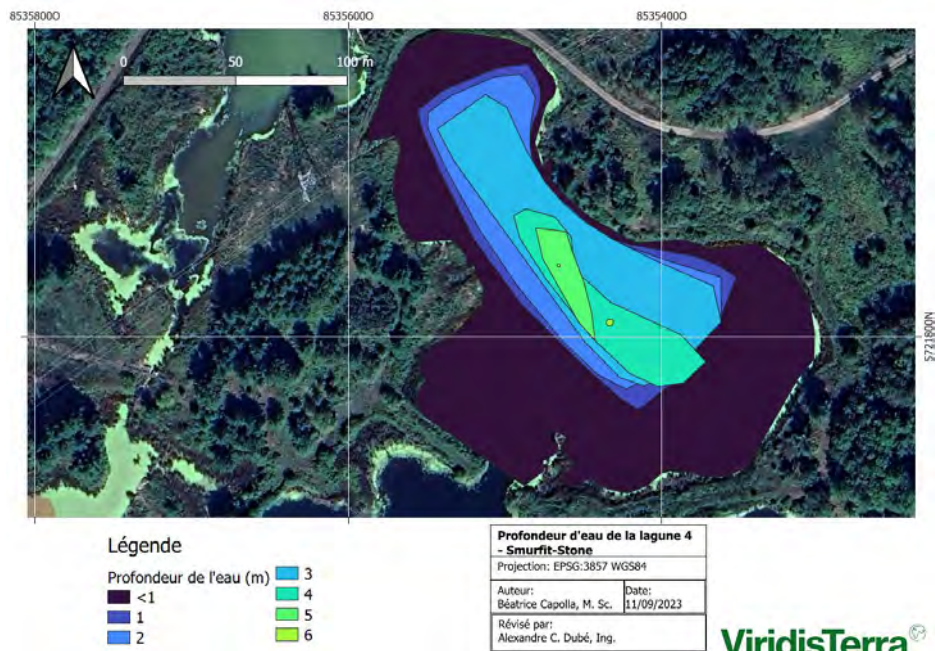 8535800O
8535600O
8535400O
0
50
100 m
5721800N
Légende
Profondeur de l'eau (m)
<1
1
2
3
4
5
6
Profondeur d'eau de la lagune 4
- Smurfit-Stone
Projection: EPSG:3857 WGS84
Auteur:
Béatrice Capolla, M. Sc.
Date:
11/09/2023
Révisé par:
Alexandre C. Dubé, Ing.
ViridisTerra